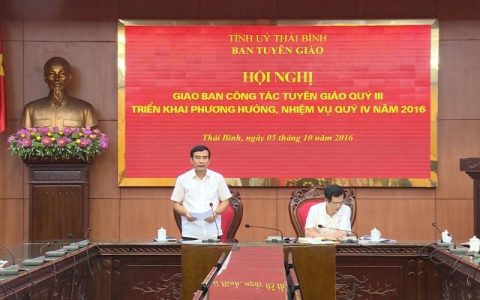 TỈNH UỶ THÁI BÌNH
BAN TUYÊN GIÁO
HỘI NGHỊ
GIAO BAN CÔNG TÁC TUYÊN GIÁO QUÝ III
TRIỂN KHAI PHƯƠNG HƯỚNG, NHIỆM VỤ QUÝ IV NĂM 2016
Thái Bình, ngày 05 tháng 10 năm 2016